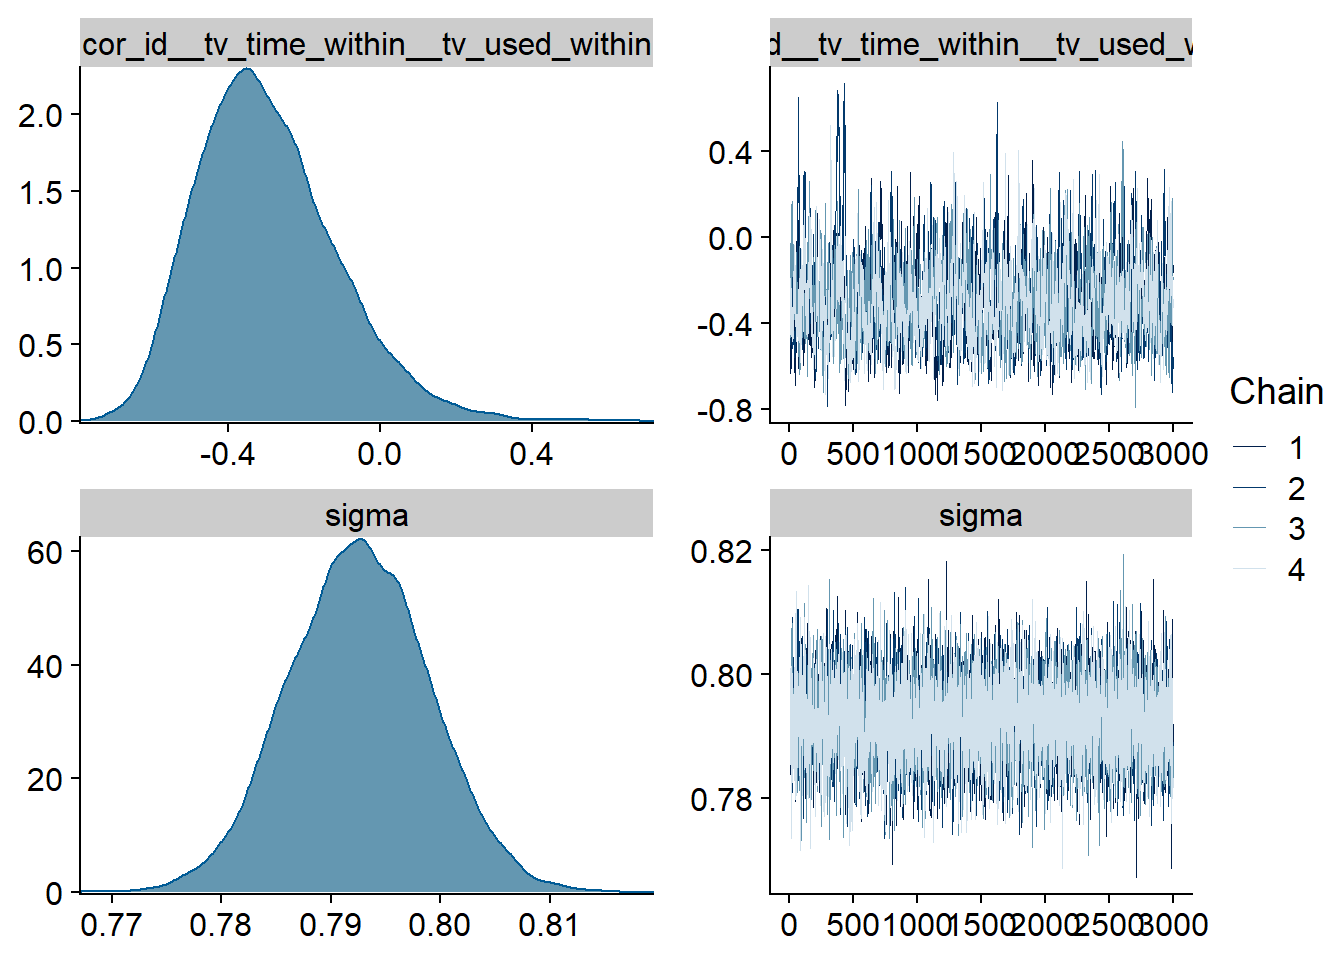 cor_id__tv_time_within__tv_used_within
2.0
1.5
1.0
0.5
0.0
-0.4 0.0 0.4
d__tv_time_within__tv_used_w
0.4
0.0
-0.4
-0.8
0 500 1000 1500 2000 2500 3000
sigma
60
40
20
0
0.77 0.78 0.79 0.80 0.81
sigma
0.82
0.80
0.78
0 500 1000 1500 2000 2500 3000
Chain
1
2
3
4